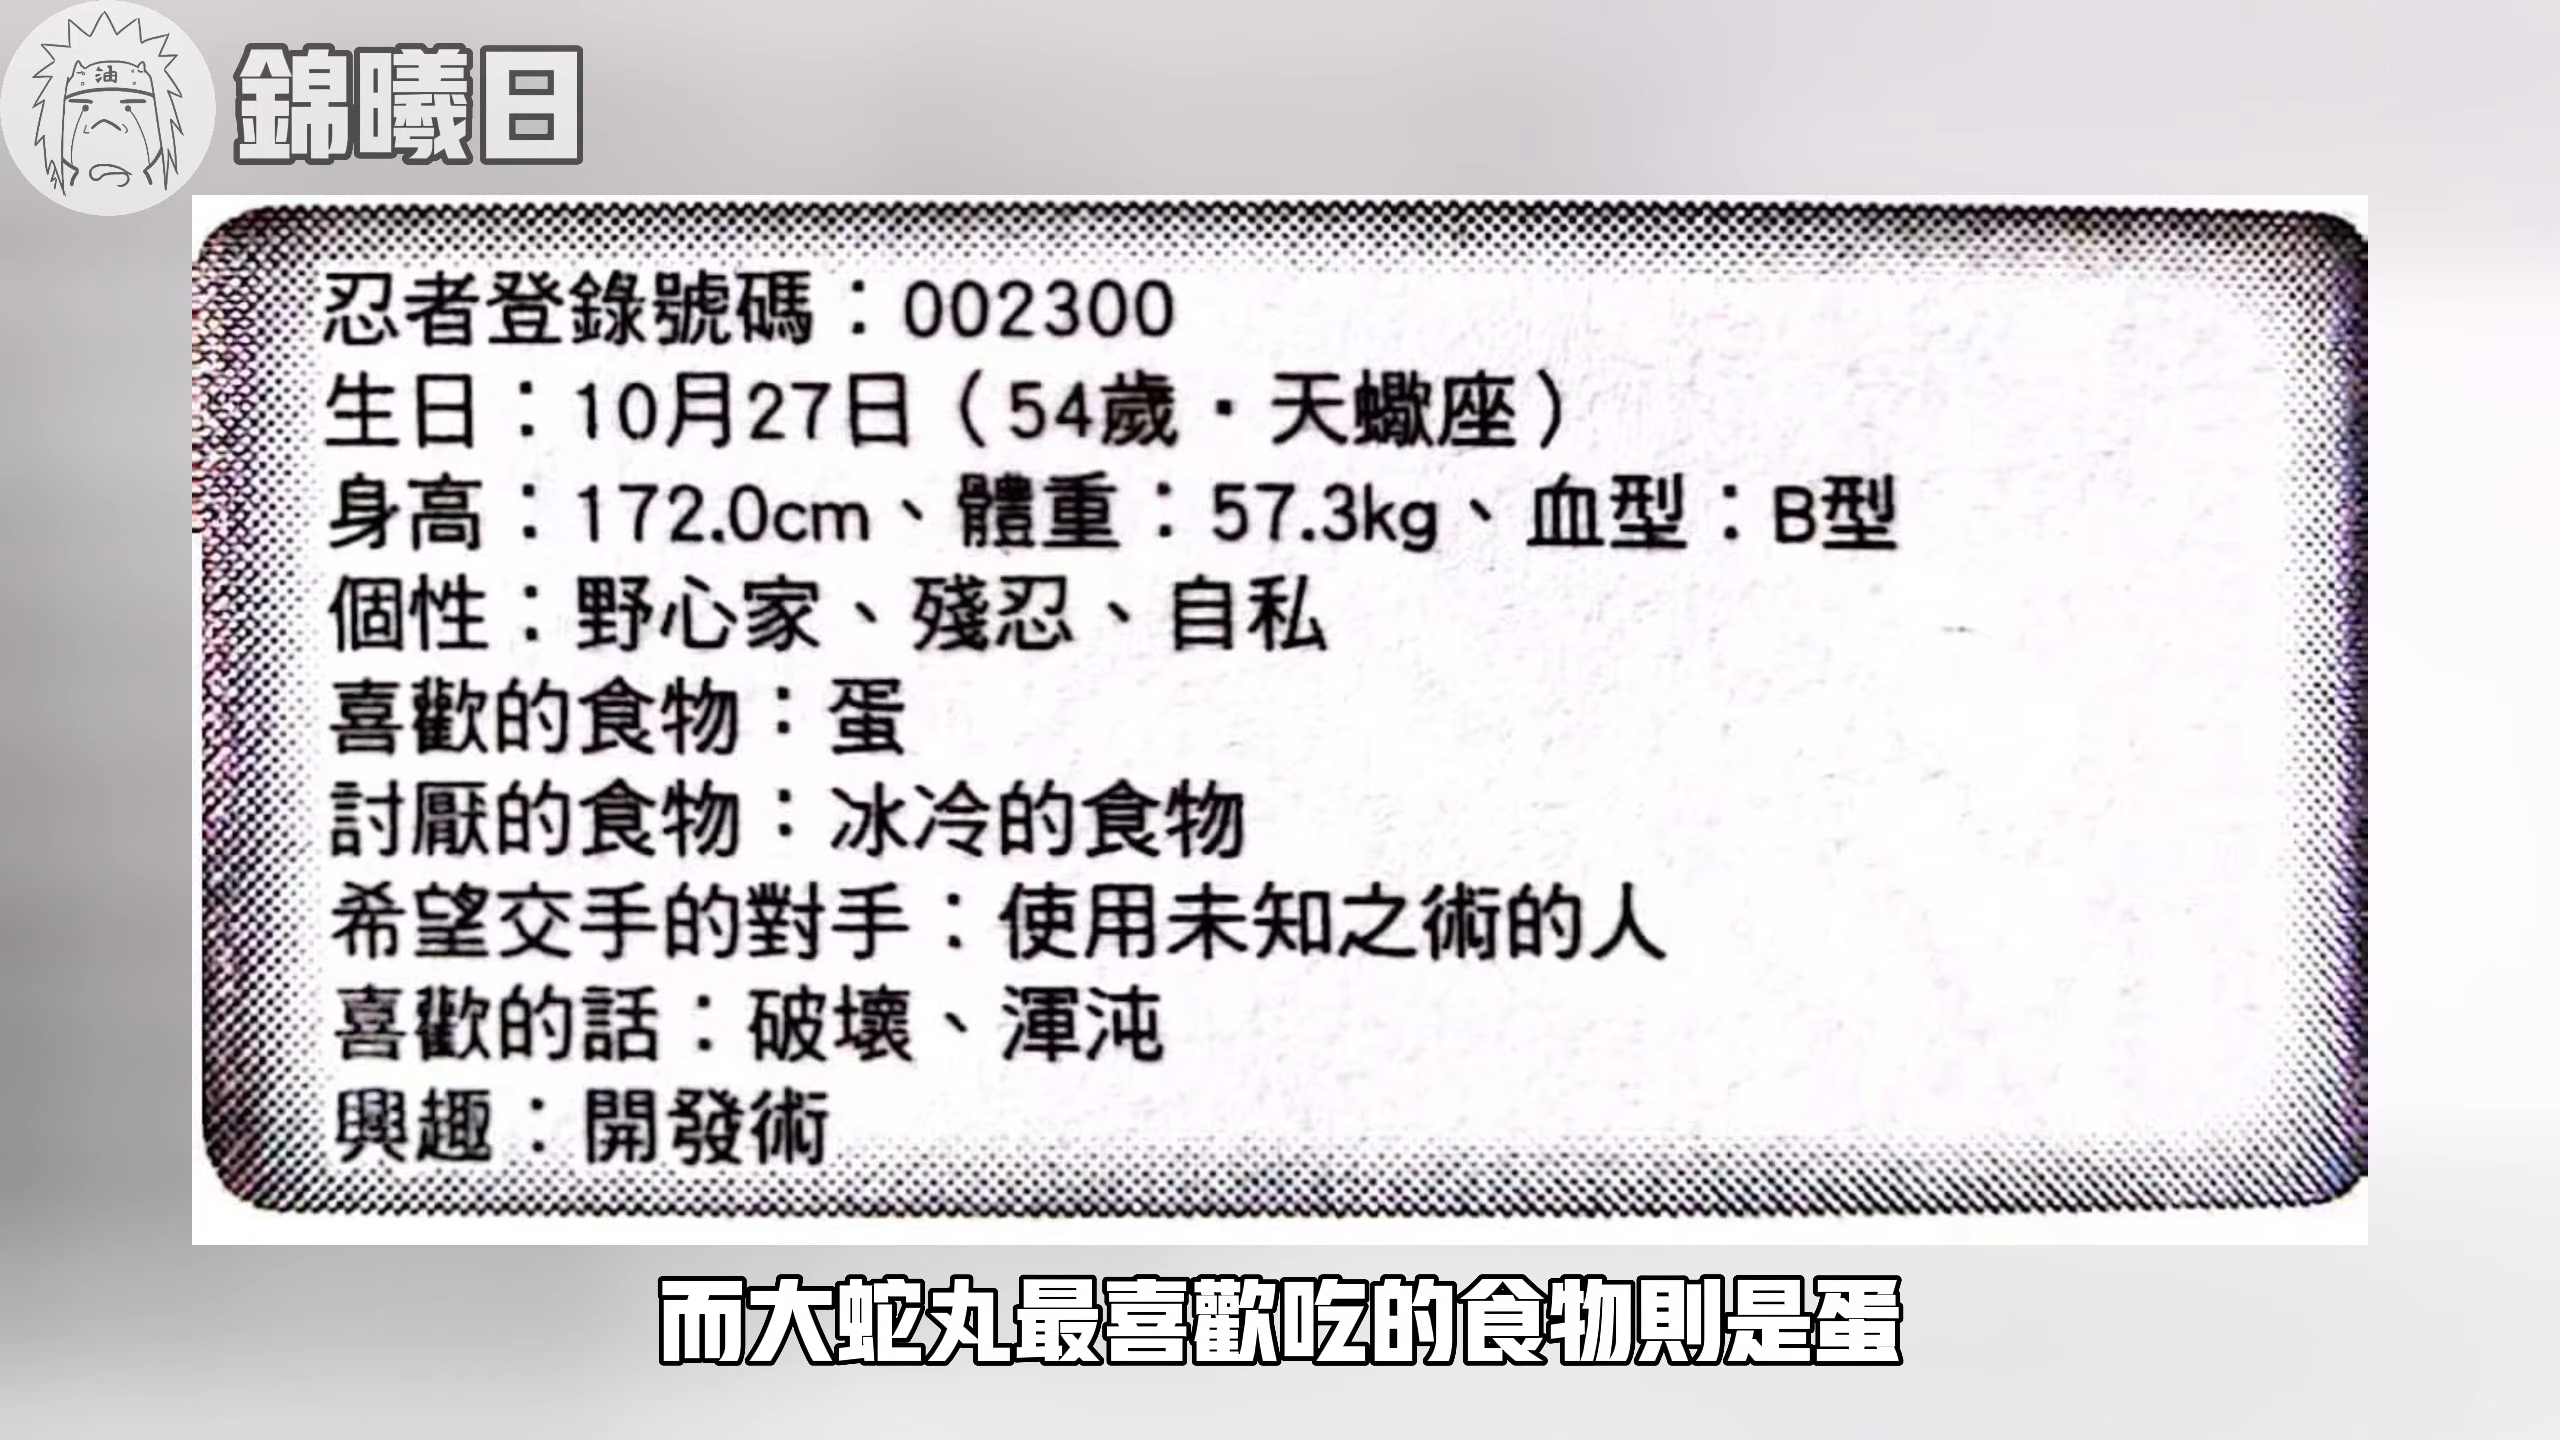 油
錦曦日
忍者登錄號碼：002300
生日：10月27日（54歲·天蠍座）
身高：172.0cm、體重：57.3kg、血型：B型
個性：野心家、殘忍、自私
喜歡的食物：蛋
討厭的食物：冰冷的食物
希望交手的對手：使用未知之術的人
喜歡的話：破壞、渾沌
興趣：開發術
而大蛇丸最喜歡吃的食物則是蛋